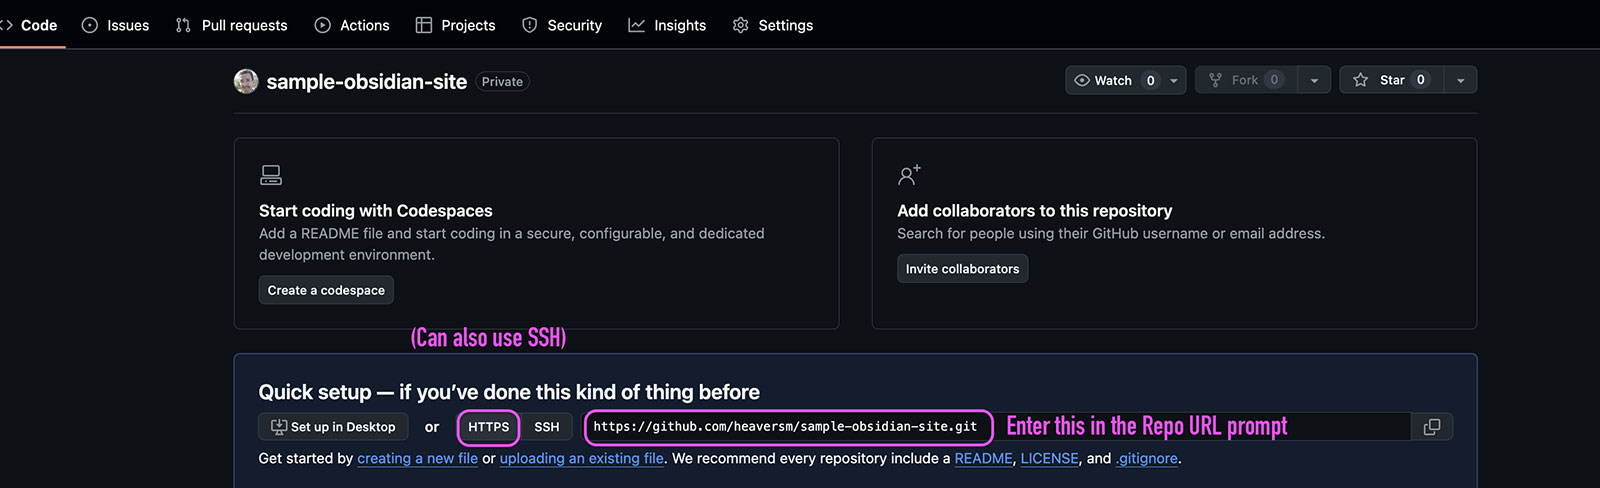 Code Issues Pull requests Actions Projects Security Insights Settings
sample-obsidian-site Private Watch 0 Fork 0 Star 0
Start coding with Codespaces
Add a README file and start coding in a secure, configurable, and dedicated
development environment.
Create a codespace
Add collaborators to this repository
Search for people using their GitHub username or email address.
Invite collaborators
(Can also use SSH)
Quick setup — if you’ve done this kind of thing before
Set up in Desktop or HTTPS SSH https://github.com/heaversm/sample-obsidian-site.git Enter this in the Repo URL prompt
Get started by creating a new file or uploading an existing file. We recommend every repository include a README, LICENSE, and .gitignore.